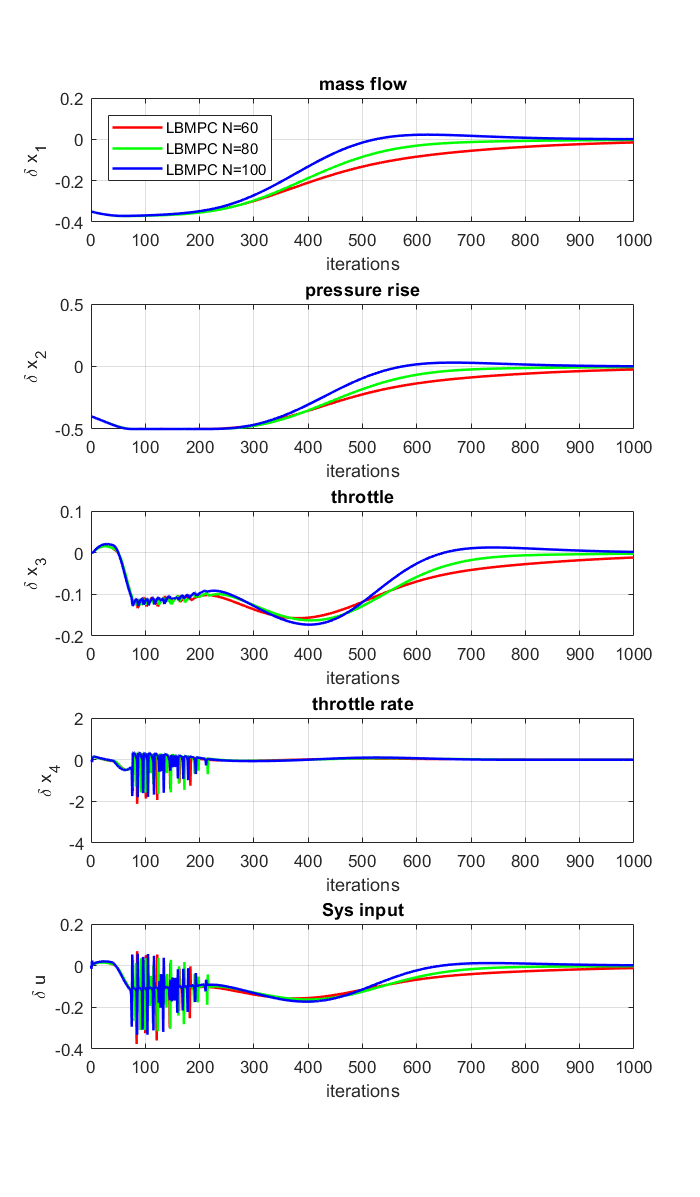 mass flow
0.2
0
-0.2
-0.4
δ x1
LBMPC N=60
LBMPC N=80
LBMPC N=100
0 100 200 300 400 500 600 700 800 900 1000
iterations
pressure rise
0.5
0
-0.5
δ x2
0 100 200 300 400 500 600 700 800 900 1000
iterations
throttle
0.1
0
-0.1
-0.2
δ x3
0 100 200 300 400 500 600 700 800 900 1000
iterations
throttle rate
2
0
-2
-4
δ x4
0 100 200 300 400 500 600 700 800 900 1000
iterations
Sys input
0.2
0
-0.2
-0.4
δ u
0 100 200 300 400 500 600 700 800 900 1000
iterations